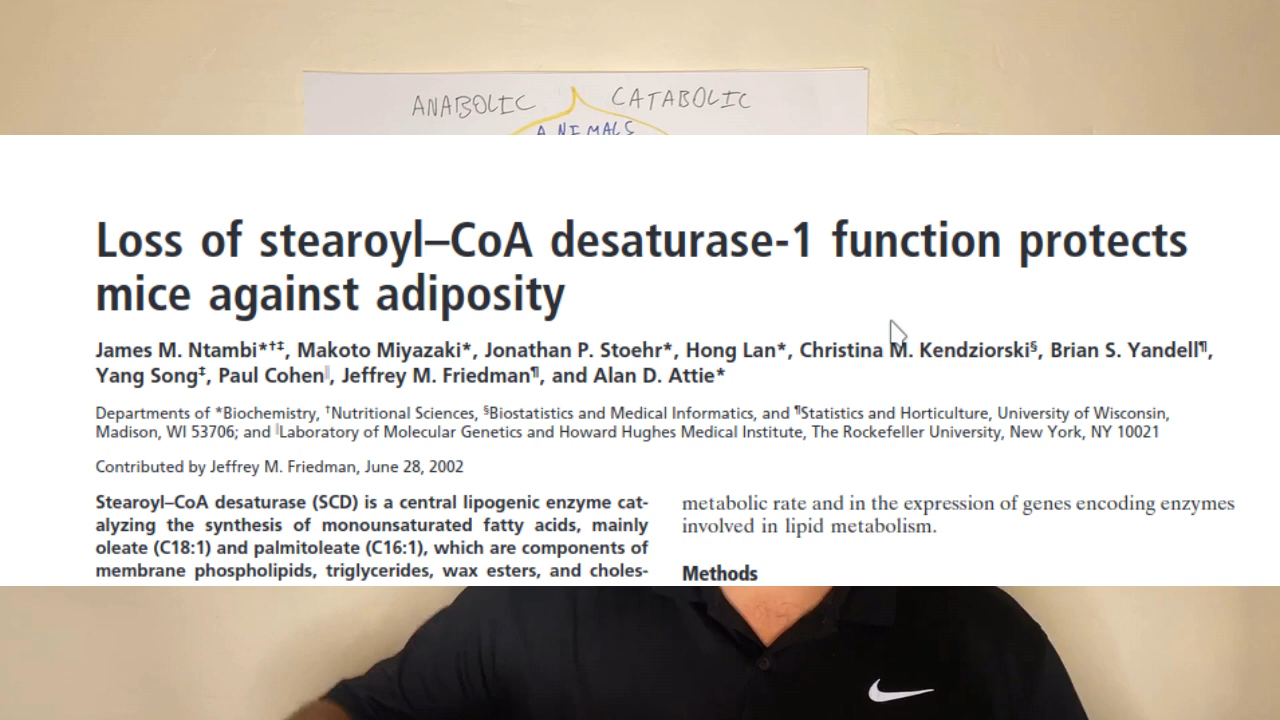 ANABOLIC CATABOLIC
ANIMALS
Loss of stearoyl–CoA desaturase-1 function protects
mice against adiposity
James M. Ntambi*†‡, Makoto Miyazaki*, Jonathan P. Stoehr*, Hong Lan*, Christina M. Kendziorski§, Brian S. Yandell¶,
Yang Song‡, Paul Cohen‖, Jeffrey M. Friedman¶, and Alan D. Attie*
Departments of *Biochemistry, †Nutritional Sciences, §Biostatistics and Medical Informatics, and ¶Statistics and Horticulture, University of Wisconsin,
Madison, WI 53706; and ‖Laboratory of Molecular Genetics and Howard Hughes Medical Institute, The Rockefeller University, New York, NY 10021
Contributed by Jeffrey M. Friedman, June 28, 2002
Stearoyl–CoA desaturase (SCD) is a central lipogenic enzyme cat-
alyzing the synthesis of monounsaturated fatty acids, mainly
oleate (C18:1) and palmitoleate (C16:1), which are components of
membrane phospholipids, triglycerides, wax esters, and choles-
metabolic rate and in the expression of genes encoding enzymes
involved in lipid metabolism.
Methods